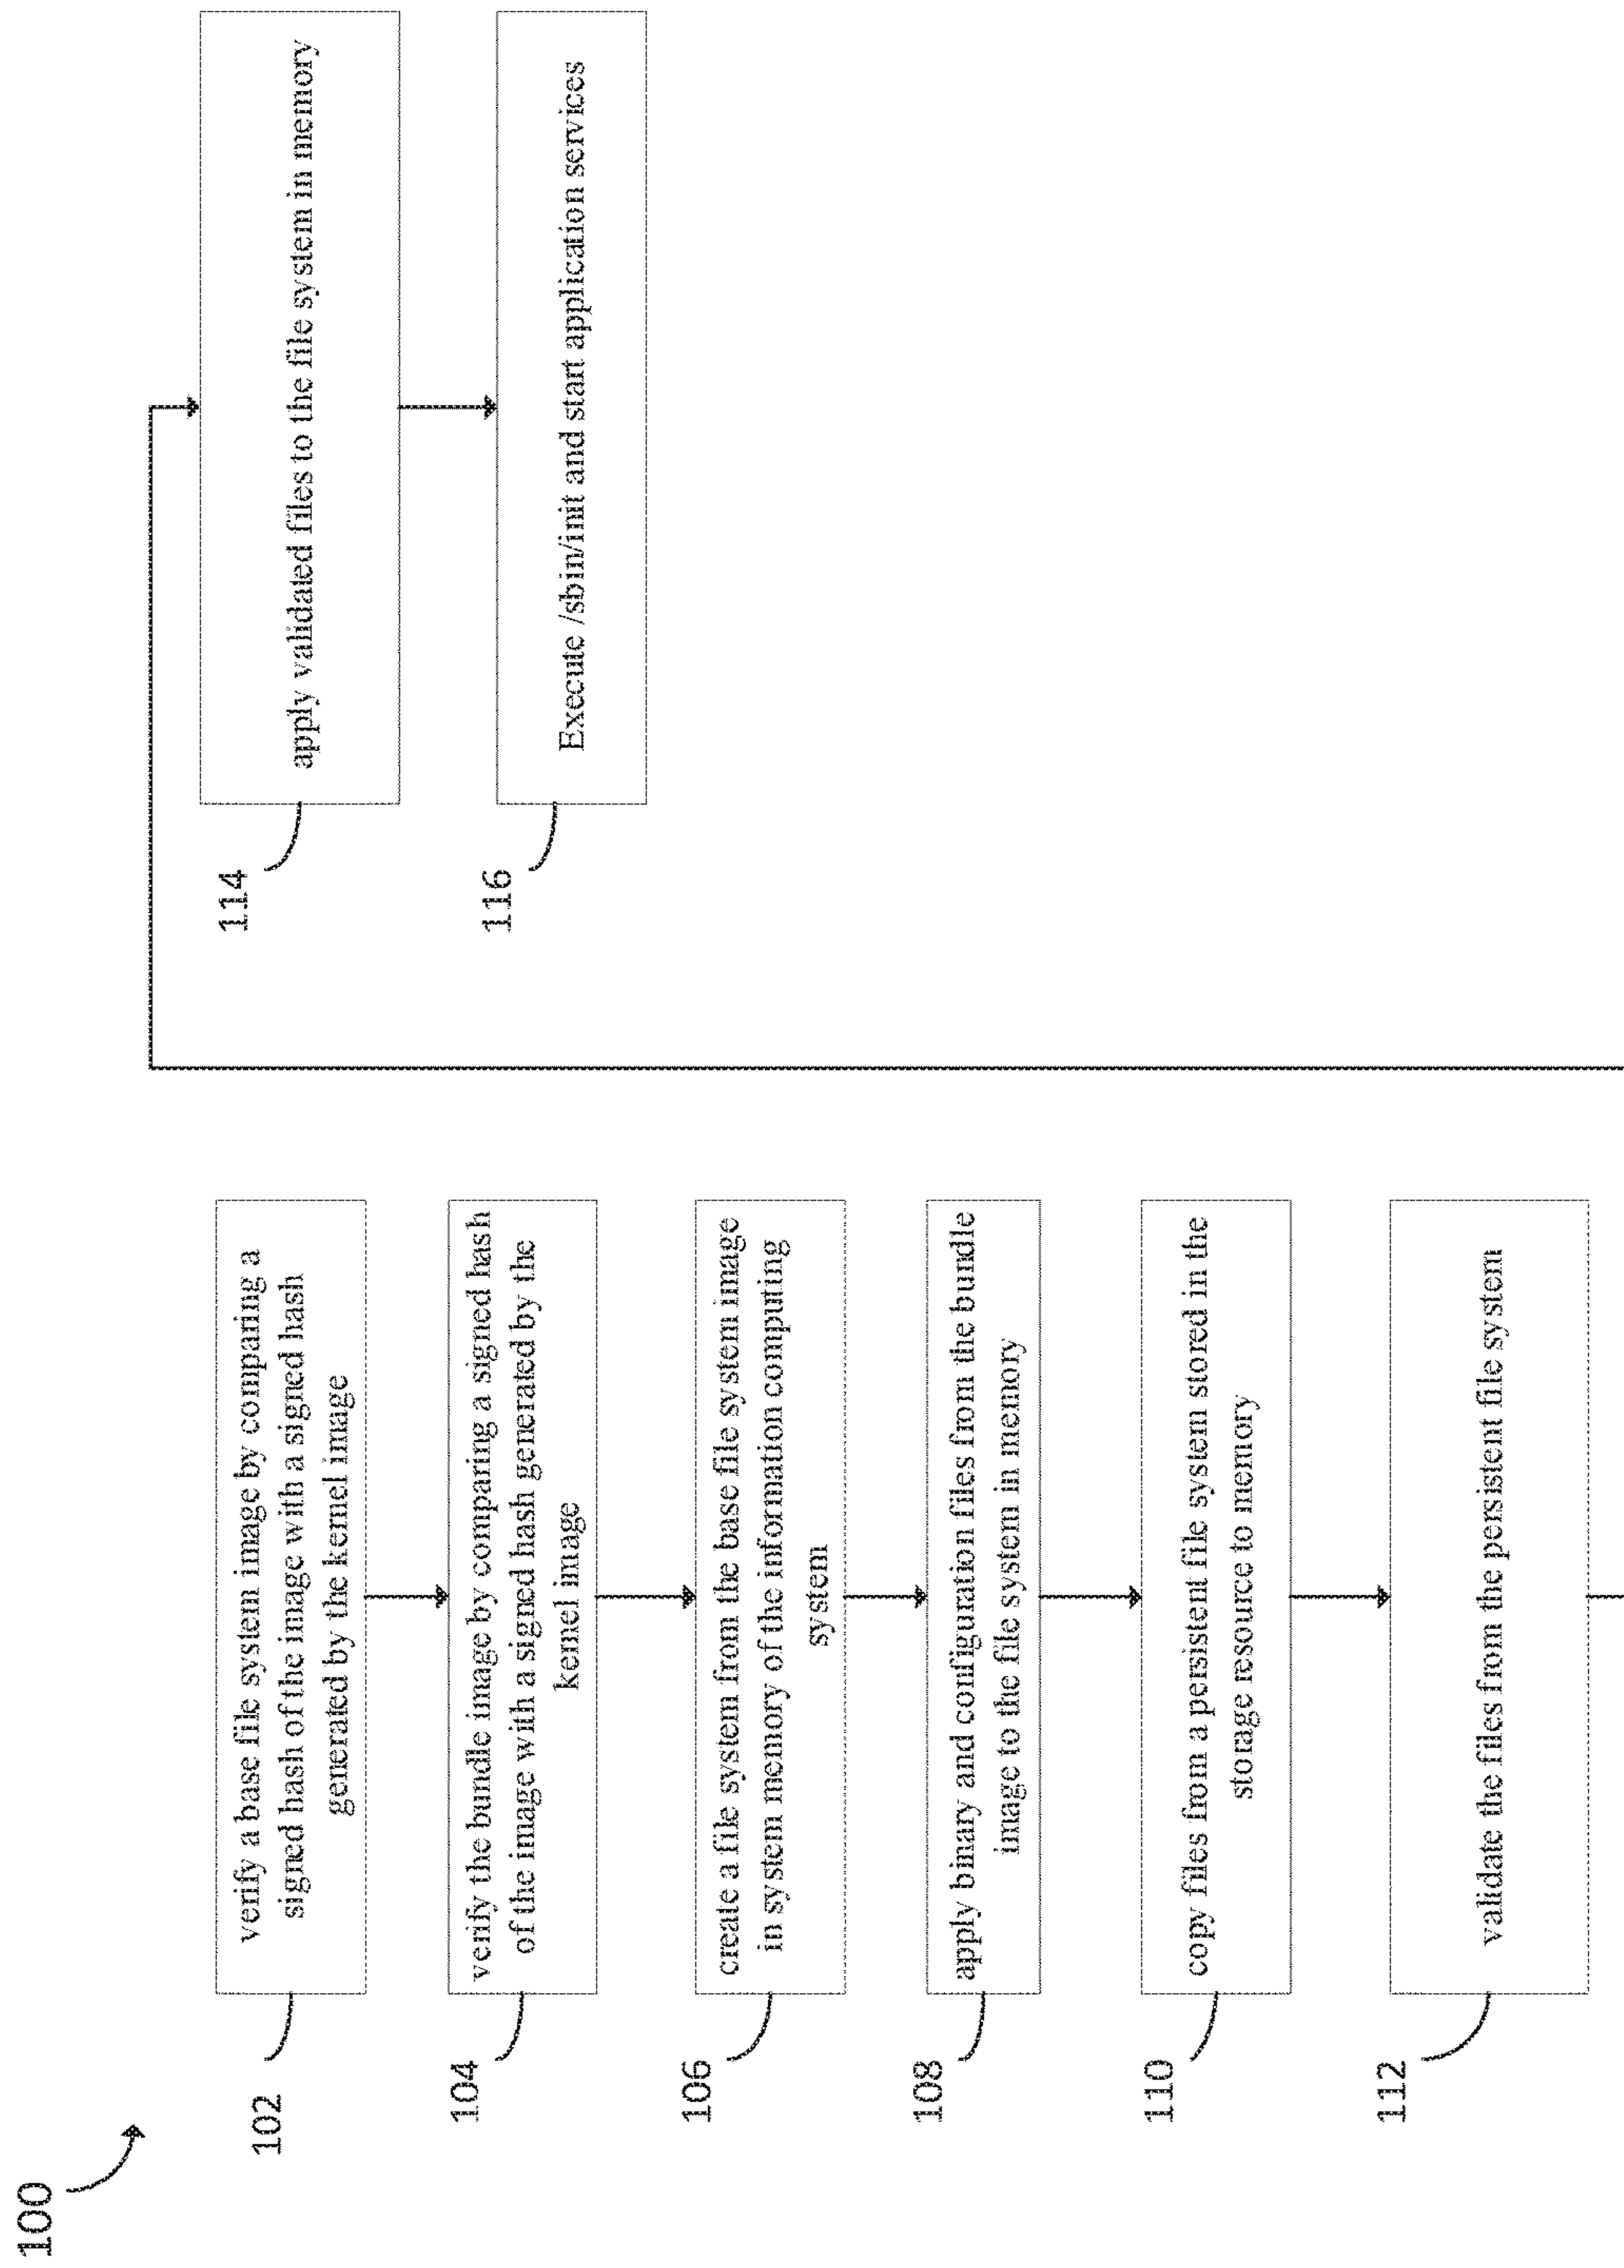 100
102
verify a base file system image by comparing a
signed hash of the image with a signed hash
generated by the kernel image
104
verify the bundle image by comparing a signed hash
of the image with a signed hash generated by the
kernel image
106
create a file system from the base file system image
in system memory of the information computing
system
108
apply binary and configuration files from the bundle
image to the file system in memory
110
copy files from a persistent file system stored in the
storage resource to memory
112
validate the files from the persistent file system
114
apply validated files to the file system in memory
116
Execute /sbin/init and start application services